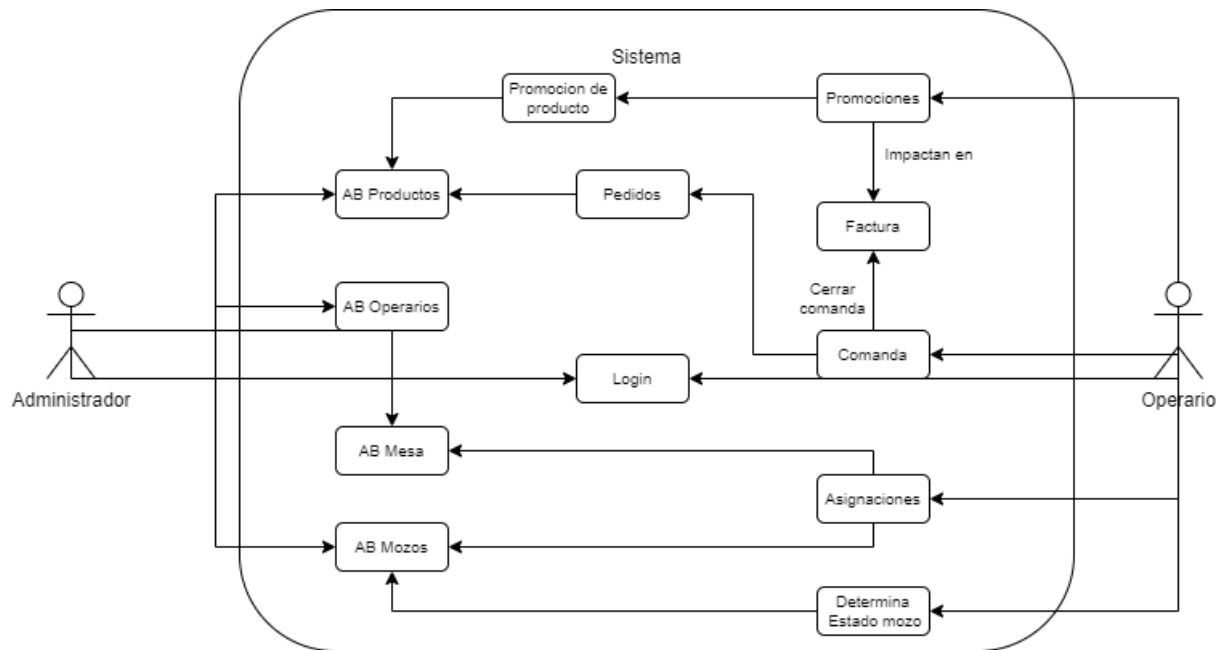 Sistema
Promocion de
producto
Promociones
Impactan en
AB Productos
Pedidos
Factura
AB Operarios
Cerrar
comanda
Comanda
Login
Administrador
Operario
AB Mesa
Asignaciones
AB Mozos
Determina
Estado mozo